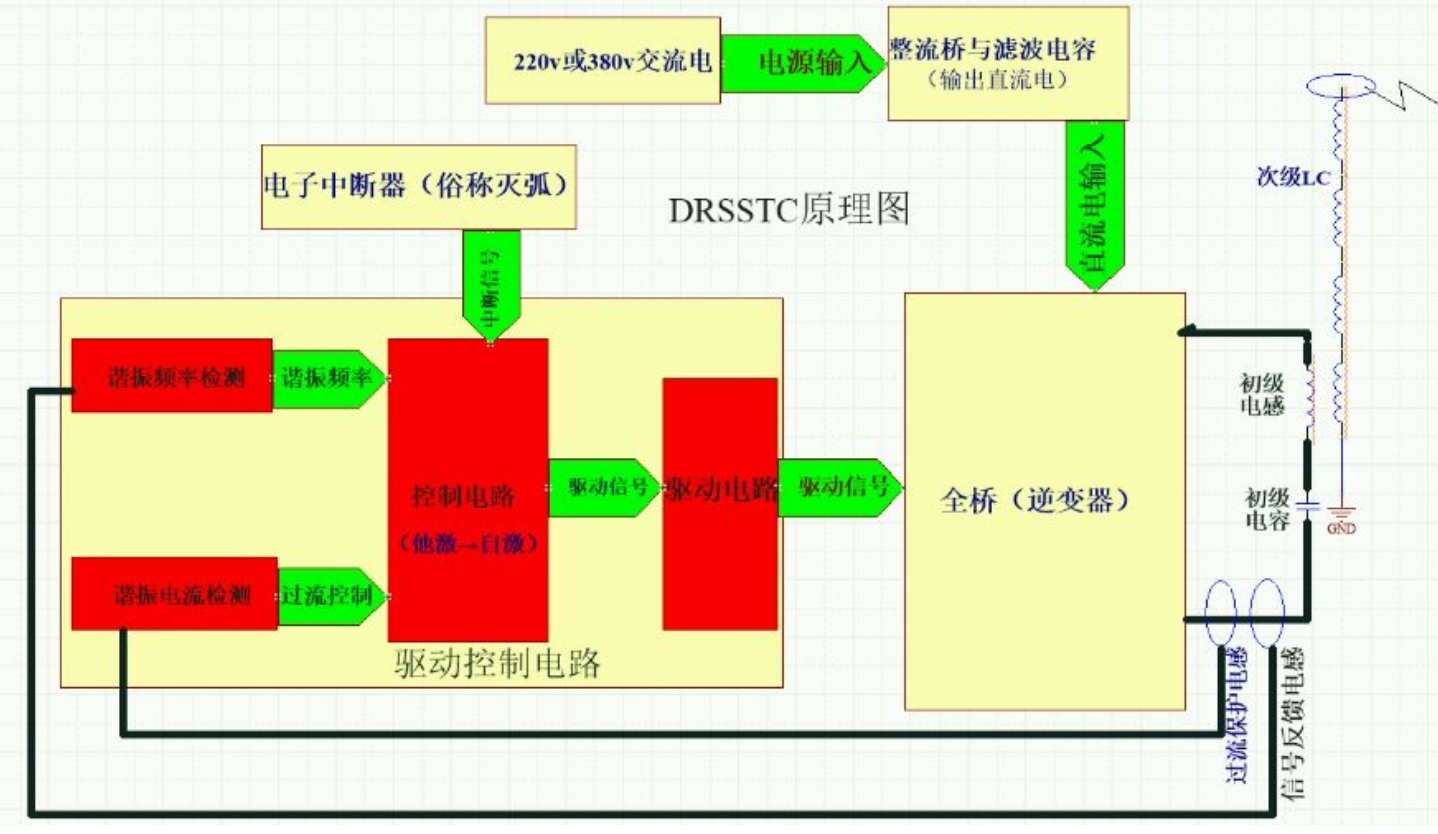 220v或380v交流电
电源输入
整流桥与滤波电容
（输出直流电）
直流电输入
电子中断器（俗称灭弧）
DRSSTC原理图
次级LC
中断信号
谐振频率检测
谐振频率
初级
电感
控制电路
（他激→自激）
驱动信号
驱动电路
驱动信号
全桥（逆变器）
初级
电容
GND
谐振电流检测
过流控制
驱动控制电路
过流保护电感
信号反馈电感